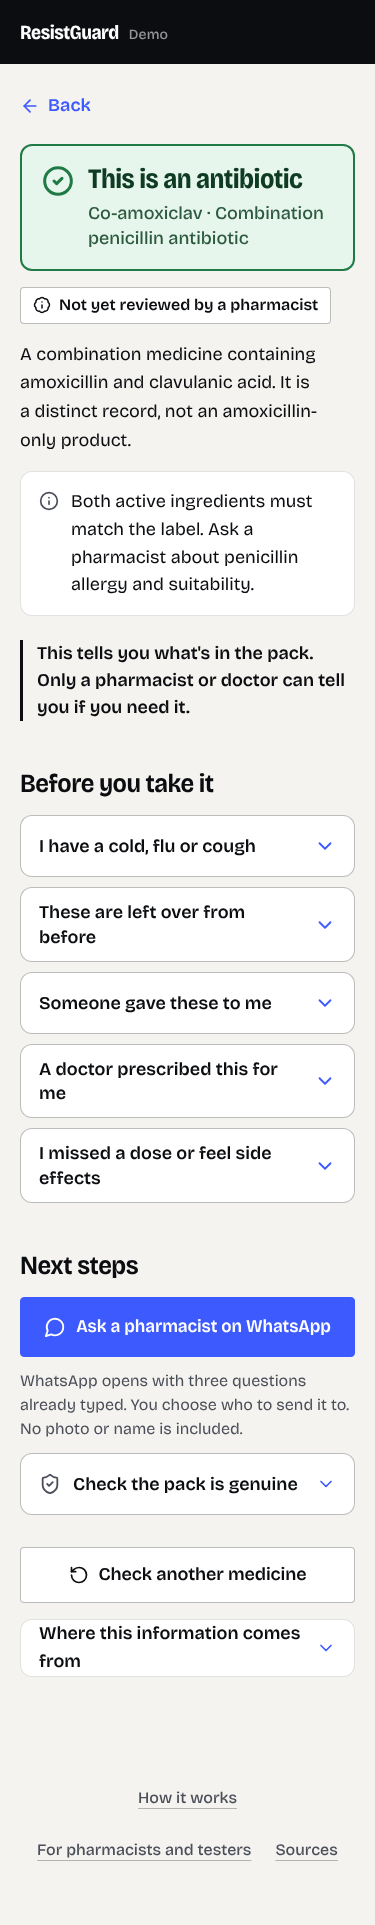 ResistGuard Demo
Back
This is an antibiotic
Co-amoxiclav · Combination
penicillin antibiotic
Not yet reviewed by a pharmacist
A combination medicine containing
amoxicillin and clavulanic acid. It is
a distinct record, not an amoxicillin-
only product.
Both active ingredients must
match the label. Ask a
pharmacist about penicillin
allergy and suitability.
This tells you what's in the pack.
Only a pharmacist or doctor can tell
you if you need it.
Before you take it
I have a cold, flu or cough
These are left over from
before
Someone gave these to me
A doctor prescribed this for
me
I missed a dose or feel side
effects
Next steps
Ask a pharmacist on WhatsApp
WhatsApp opens with three questions
already typed. You choose who to send it to.
No photo or name is included.
Check the pack is genuine
Check another medicine
Where this information comes
from
How it works
For pharmacists and testers Sources